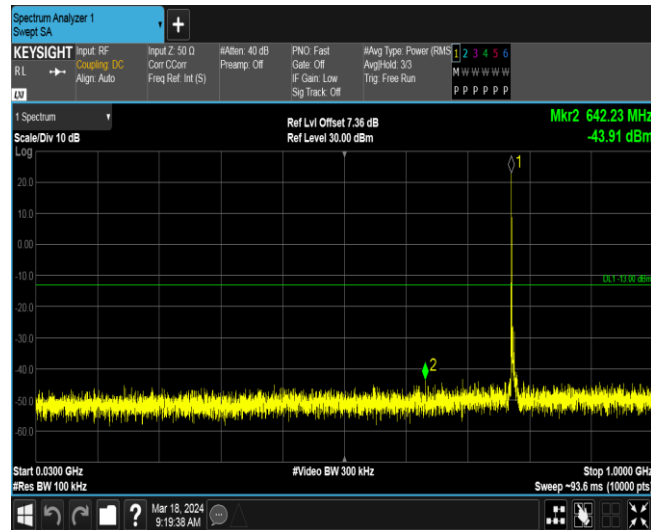 Spectrum Analyzer 1
Swept SA
+
KEYSIGHT Input: RF Input Z: 50 Ω #Atten: 40 dB PNO: Fast #Avg Type: Power (RMS 1 2 3 4 5 6
RL Coupling: DC Corr CCorr Preamp: Off Gate: Off Avg|Hold: 3/3 M W W W W W
Align: Auto Freq Ref: Int (S) IF Gain: Low Trig: Free Run
LXI Sig Track: Off P P P P P P
1 Spectrum Ref Lvl Offset 7.36 dB Mkr2 642.23 MHz
Scale/Div 10 dB Ref Level 30.00 dBm -43.91 dBm
Log
1
20.0
10.0
0.00
-10.0
DL1 -13.00 dBm
-20.0
-30.0
-40.0
2
-50.0
-60.0
Start 0.0300 GHz #Video BW 300 kHz Stop 1.0000 GHz
#Res BW 100 kHz Sweep ~93.6 ms (10000 pts
? Mar 18, 2024
9:19:38 AM